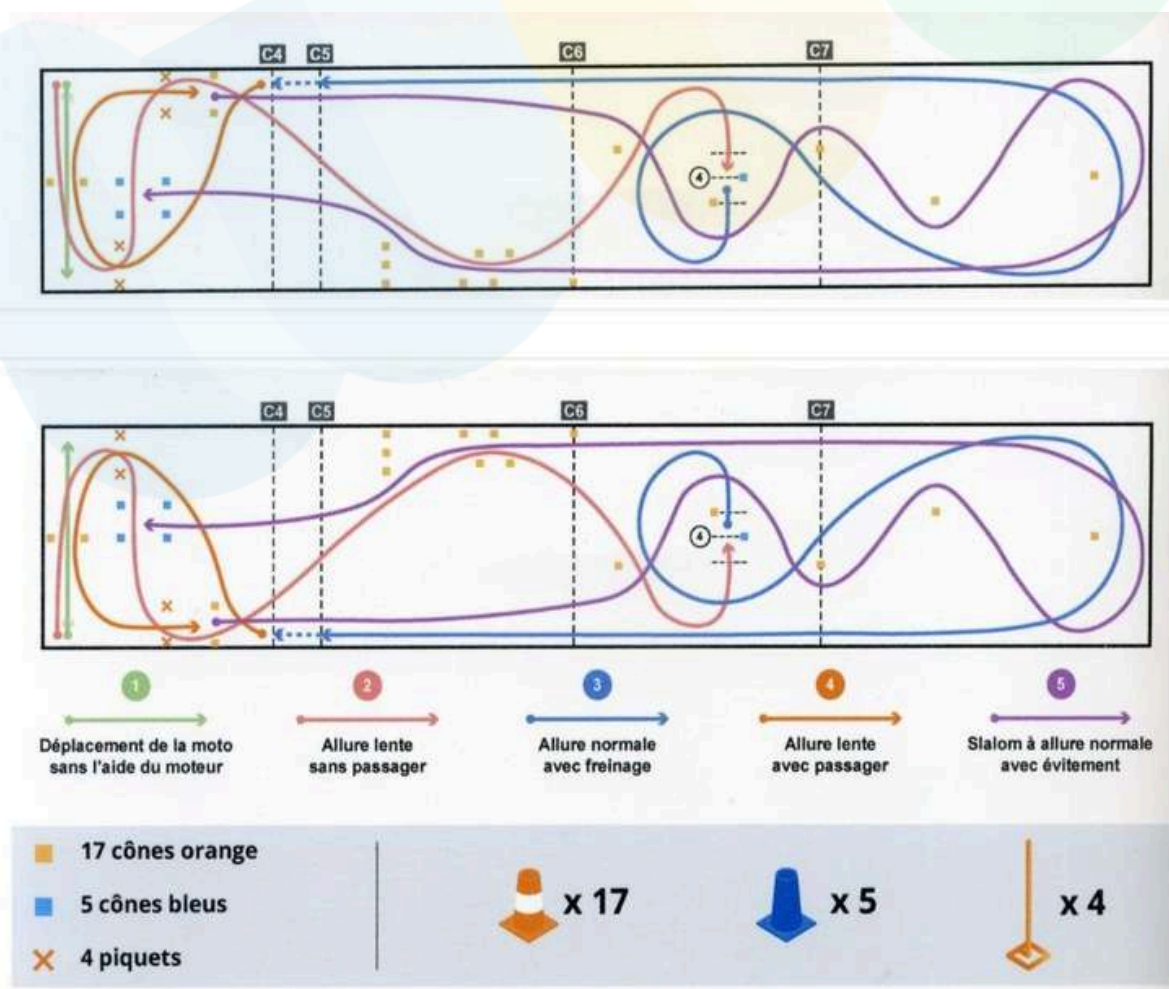 C4 C5 C6 C7
4
C4 C5 C6 C7
4
1 2 3 4 5
Déplacement de la moto
sans l'aide du moteur
Allure lente
sans passager
Allure normale
avec freinage
Allure lente
avec passager
Slalom à allure normale
avec évitement
17 cônes orange
5 cônes bleus
4 piquets
x 17
x 5
x 4